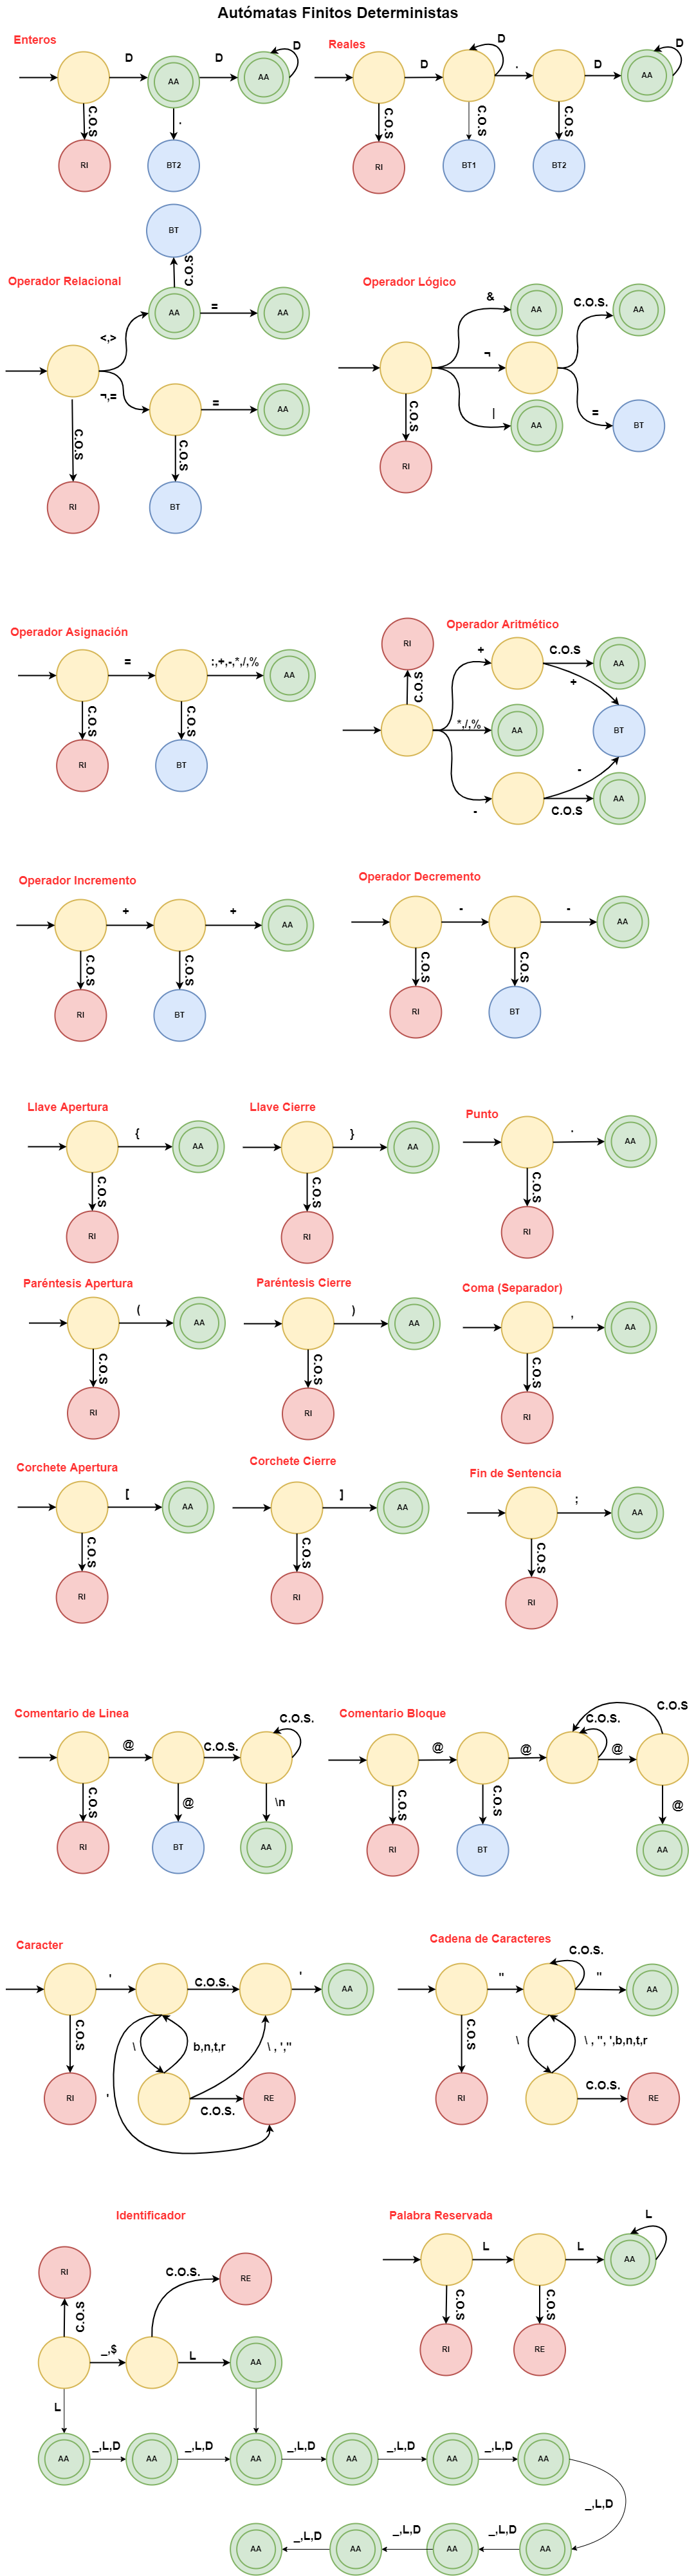 Autómatas Finitos Deterministas
Enteros
D
AA
D
AA
D
C.O.S
.
RI
BT2
Reales
D
D
.
D
AA
D
C.O.S
C.O.S
C.O.S
RI
BT1
BT2
Operador Relacional
BT
C.O.S
<,>
AA
=
AA
¬,=
=
AA
C.O.S
C.O.S
RI
BT
Operador Lógico
&
AA
C.O.S.
AA
¬
|
AA
=
BT
C.O.S
RI
Operador Asignación
=
:,+,-,*,/,%
AA
C.O.S
C.O.S
RI
BT
Operador Aritmético
RI
C.O.S
+
C.O.S
AA
+
*,/,%
AA
BT
-
-
C.O.S
AA
Operador Incremento
+
+
AA
C.O.S
C.O.S
RI
BT
Operador Decremento
-
-
AA
C.O.S
C.O.S
RI
BT
Llave Apertura
{
AA
C.O.S
RI
Llave Cierre
}
AA
C.O.S
RI
Punto
.
AA
C.O.S
RI
Paréntesis Apertura
(
AA
C.O.S
RI
Paréntesis Cierre
)
AA
C.O.S
RI
Coma (Separador)
,
AA
C.O.S
RI
Corchete Apertura
[
AA
C.O.S
RI
Corchete Cierre
]
AA
C.O.S
RI
Fin de Sentencia
;
AA
C.O.S
RI
Comentario de Linea
@
C.O.S.
C.O.S.
C.O.S
@
\n
RI
BT
AA
Comentario Bloque
@
@
C.O.S.
@
C.O.S
C.O.S
C.O.S
@
RI
BT
AA
Caracter
'
C.O.S.
'
AA
C.O.S
\
b,n,t,r
\ , ',"
'
RI
C.O.S.
RE
Cadena de Caracteres
"
C.O.S.
"
AA
C.O.S
\
\ , ", ',b,n,t,r
RI
C.O.S.
RE
Identificador
RI
C.O.S
C.O.S.
RE
_,$
L
AA
L
AA
_,L,D
AA
_,L,D
AA
_,L,D
AA
_,L,D
AA
_,L,D
AA
_,L,D
AA
_,L,D
AA
_,L,D
AA
_,L,D
AA
Palabra Reservada
L
L
AA
L
C.O.S
C.O.S
RI
RE